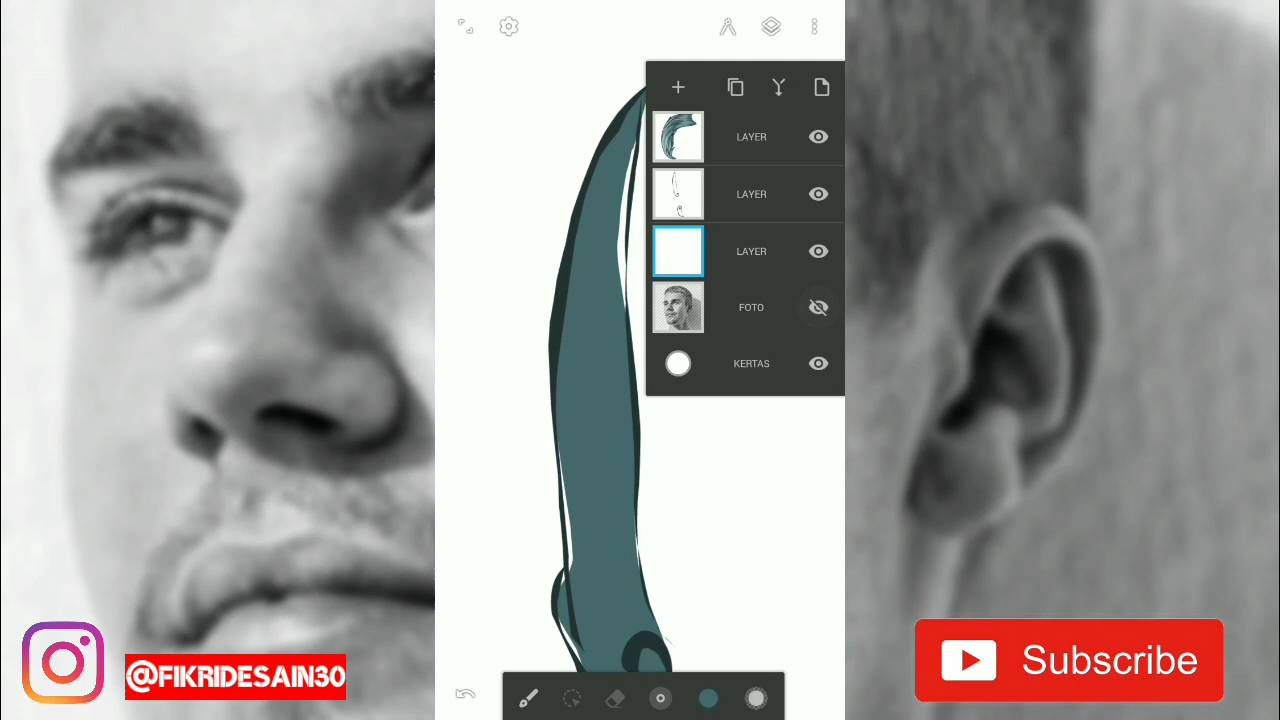 LAYER
LAYER
LAYER
FOTO
KERTAS
@FIKRIDESAIN30
Subscribe